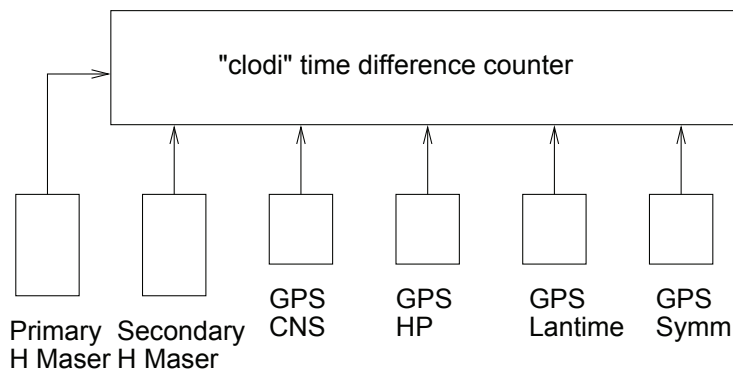 "clodi" time difference counter
Primary
H Maser
Secondary
H Maser
GPS
CNS
GPS
HP
GPS
Lantime
GPS
Symm